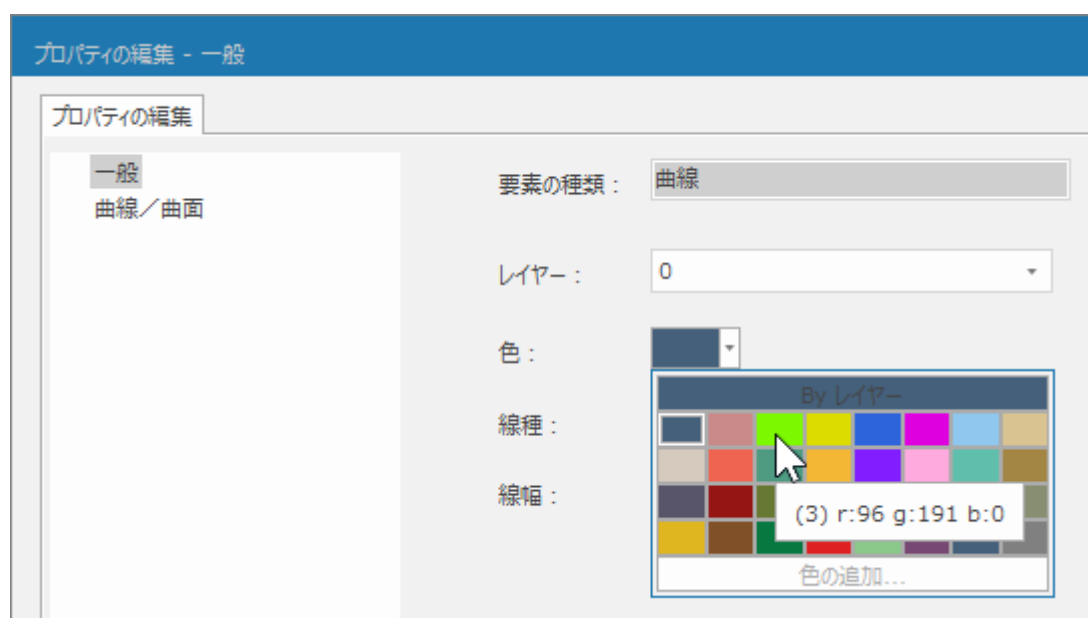 プロパティの編集 - 一般
プロパティの編集
一般
曲線／曲面
要素の種類：
曲線
レイヤー：
0
色：
By レイヤー
線種：
線幅：
(3) r:96 g:191 b:0
色の追加...